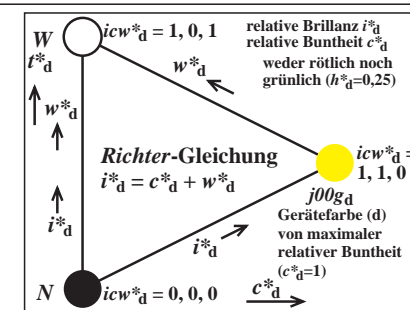 W icw*d = 1, 0, 1
t*d
relative Brillanz i*d
relative Buntheit c*d
weder rötlich noch
grünlich (h*d=0,25)
w*d
w*d
Richter-Gleichung
i*d = c*d + w*d
icw*d =
1, 1, 0
j00gd
Gerätefarbe (d)
von maximaler
relativer Buntheit
(c*d=1)
i*d
i*d
N icw*d = 0, 0, 0
c*d